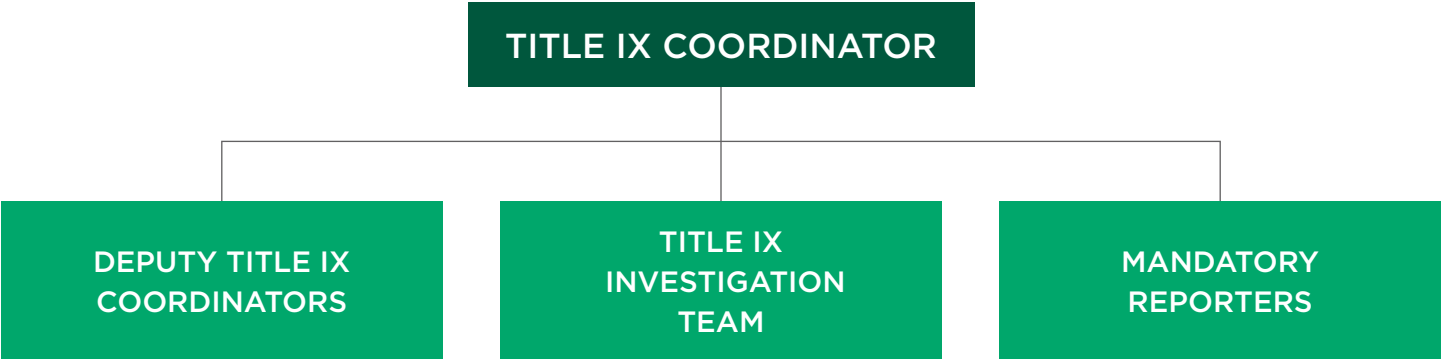 TITLE IX COORDINATOR
DEPUTY TITLE IX
COORDINATORS
TITLE IX
INVESTIGATION
TEAM
MANDATORY
REPORTERS